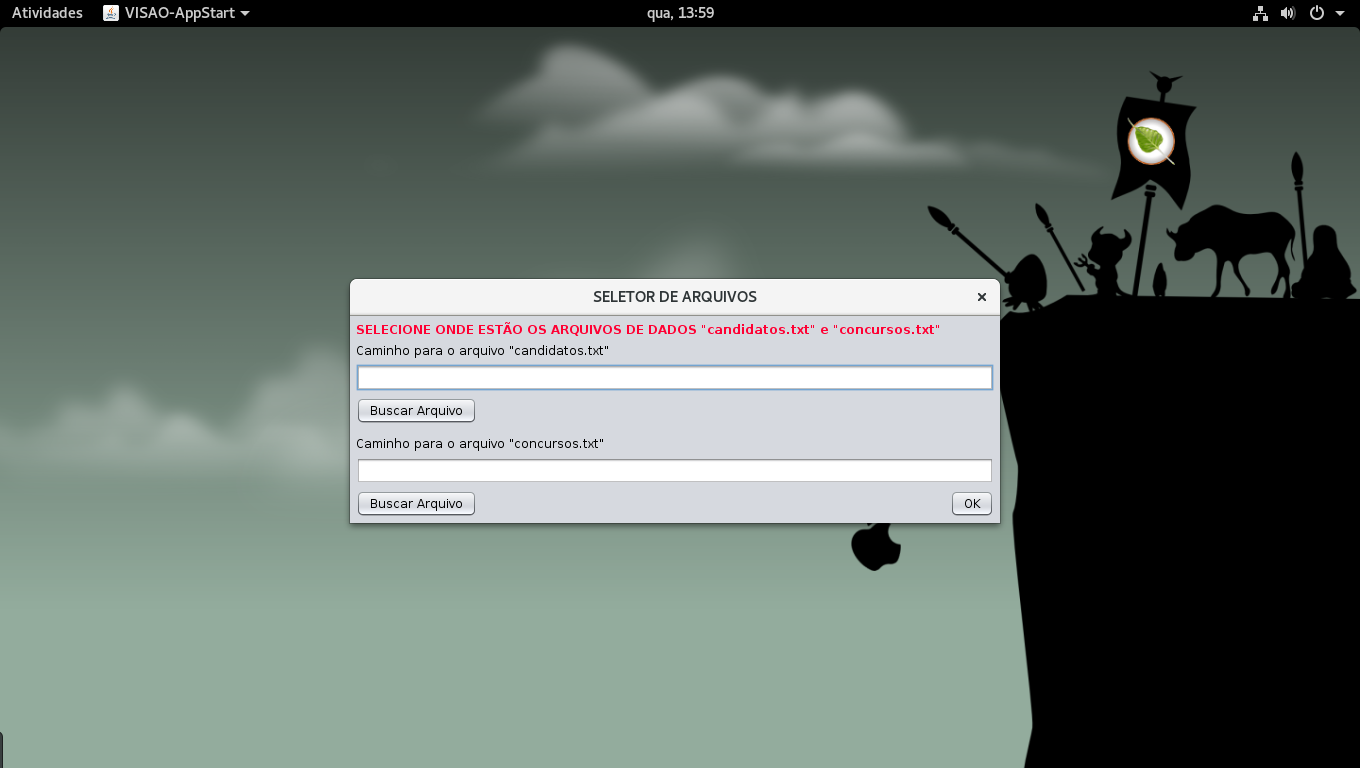 Atividades VISAO-AppStart qua, 13:59
SELETOR DE ARQUIVOS
SELECIONE ONDE ESTÃO OS ARQUIVOS DE DADOS "candidatos.txt" e "concursos.txt"
Caminho para o arquivo "candidatos.txt"
Buscar Arquivo
Caminho para o arquivo "concursos.txt"
Buscar Arquivo OK